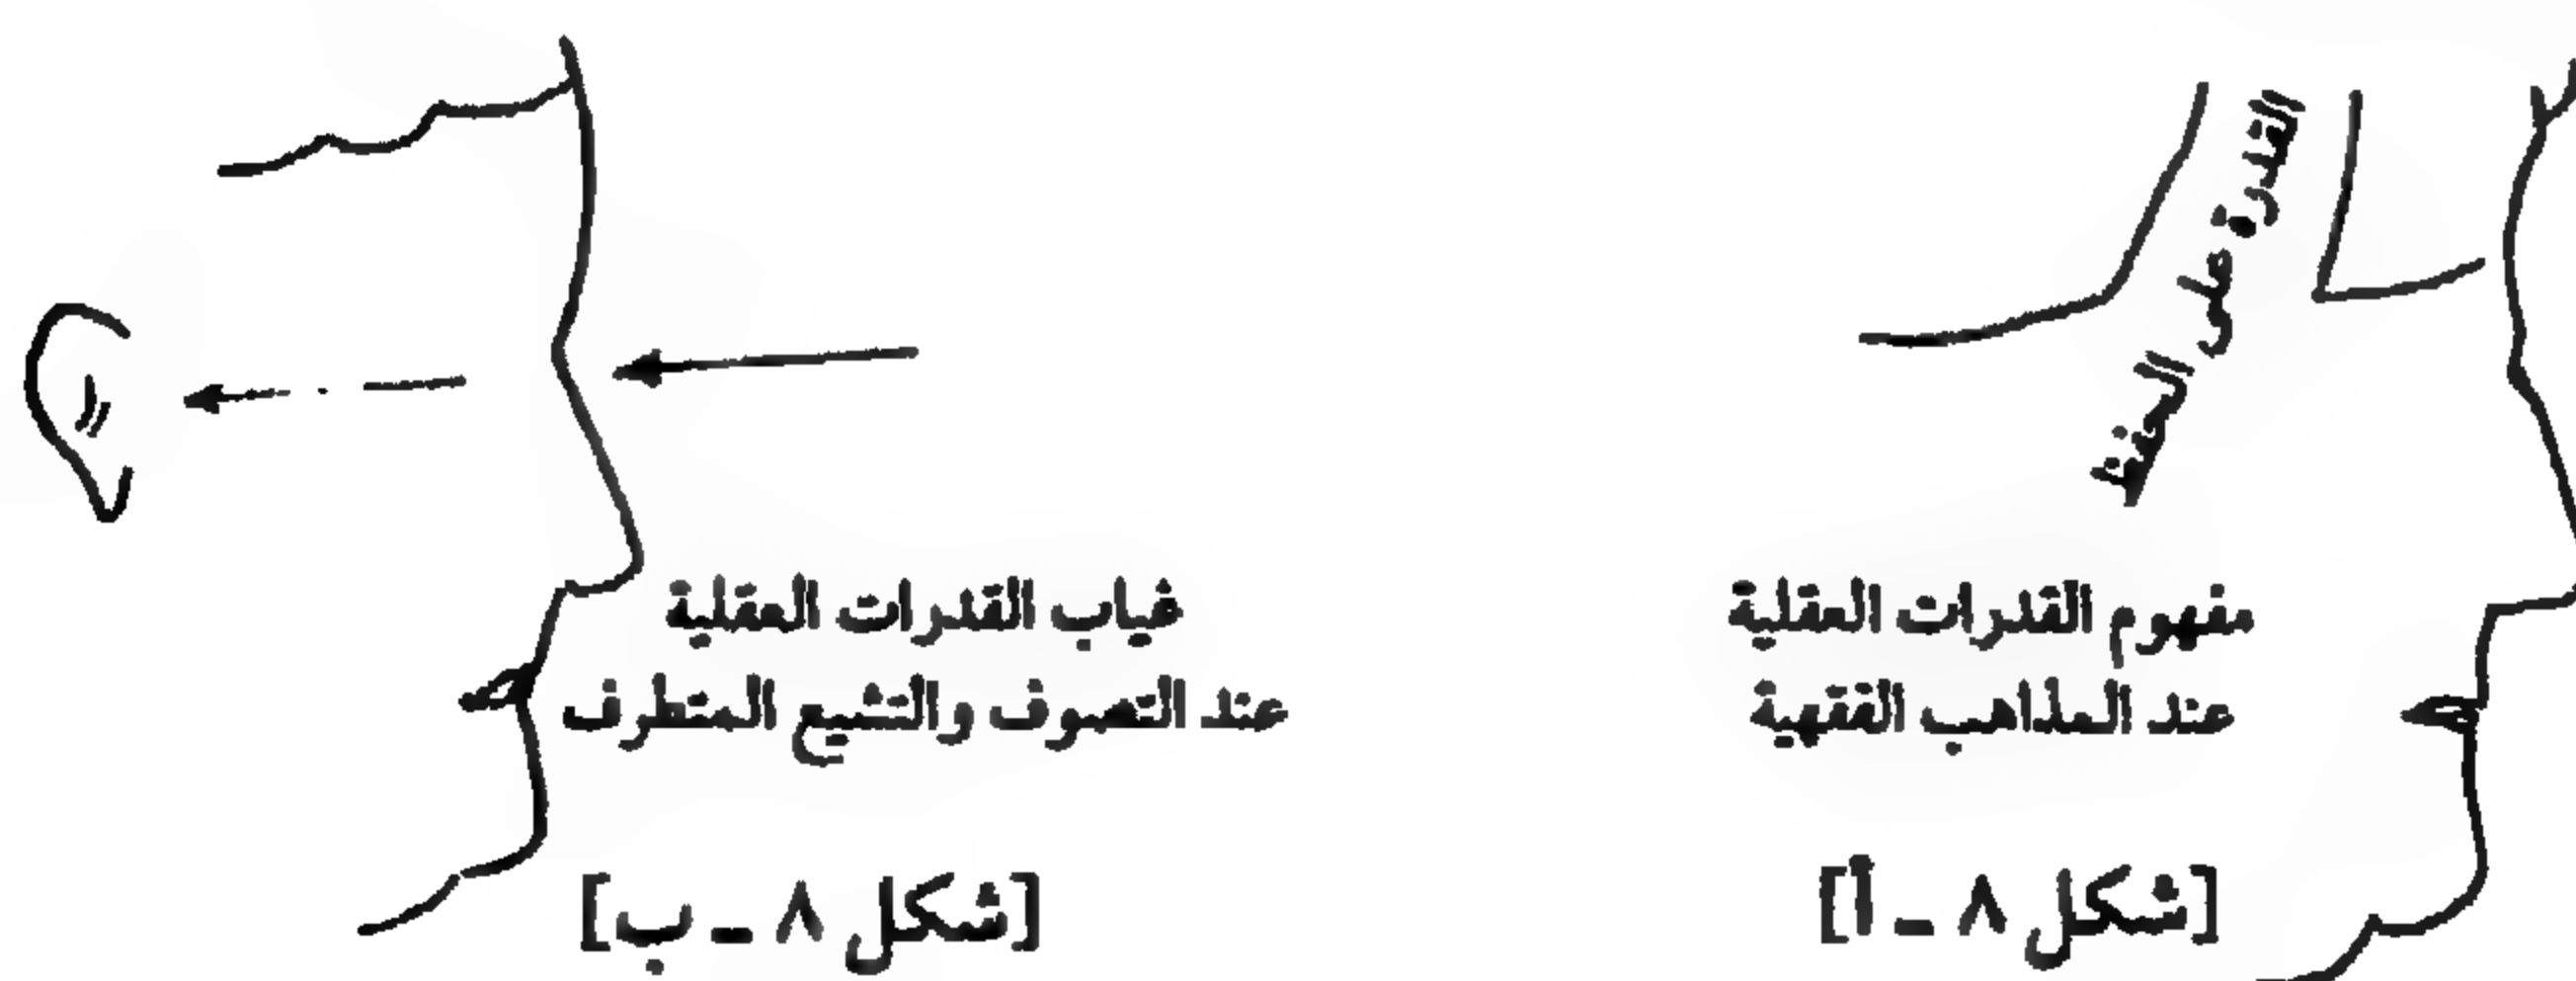 القدرة على الحفظ
مفهوم القدرات العقلية
عند المذاهب الفقهية
[شكل ٨ ـ أ]
غياب القدرات العقلية
عند التصوف والتشيع المتطرف
[شكل ٨ ـ ب]